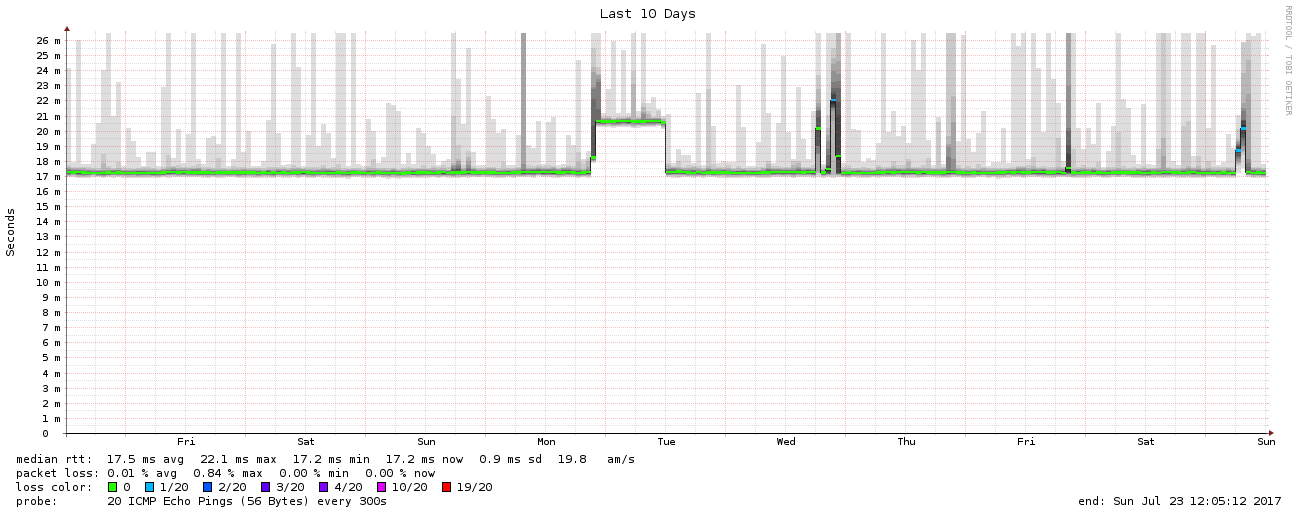 Last 10 Days
RRDTOOL / TOBI OETIKER
Seconds
26 m
25 m
24 m
23 m
22 m
21 m
20 m
19 m
18 m
17 m
16 m
15 m
14 m
13 m
12 m
11 m
10 m
9 m
8 m
7 m
6 m
5 m
4 m
3 m
2 m
1 m
0
Fri Sat Sun Mon Tue Wed Thu Fri Sat Sun
median rtt: 17.5 ms avg 22.1 ms max 17.2 ms min 17.2 ms now 0.9 ms sd 19.8 am/s
packet loss: 0.01 % avg 0.84 % max 0.00 % min 0.00 % now
loss color: 0 1/20 2/20 3/20 4/20 10/20 19/20
probe: 20 ICMP Echo Pings (56 Bytes) every 300s end: Sun Jul 23 12:05:12 2017